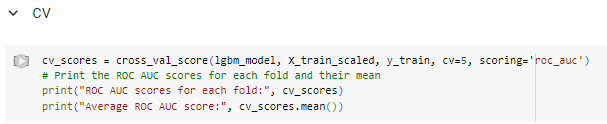 CV
cv_scores = cross_val_score(lgbm_model, X_train_scaled, y_train, cv=5, scoring='roc_auc')
# Print the ROC AUC scores for each fold and their mean
print("ROC AUC scores for each fold:", cv_scores)
print("Average ROC AUC score:", cv_scores.mean())